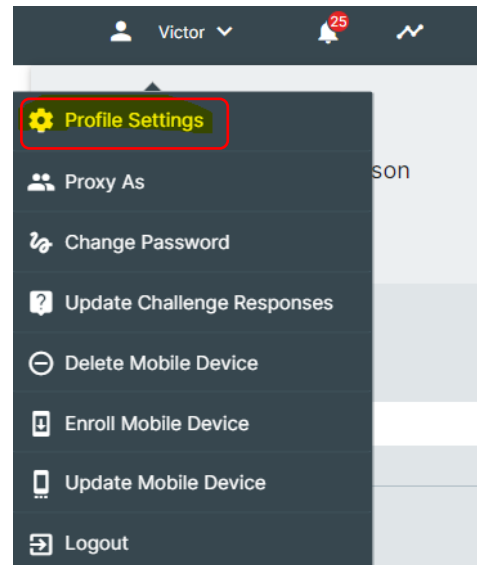 Victor
25
Profile Settings
son
Proxy As
Change Password
Update Challenge Responses
Delete Mobile Device
Enroll Mobile Device
Update Mobile Device
Logout